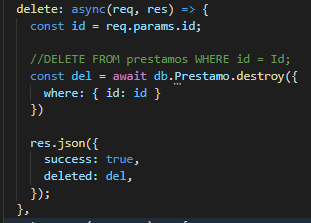 delete: async(req, res) => {
const id = req.params.id;
//DELETE FROM prestamos WHERE id = Id;
const del = await db.Prestamo.destroy({
where: { id: id }
})
res.json({
success: true,
deleted: del,
});
},